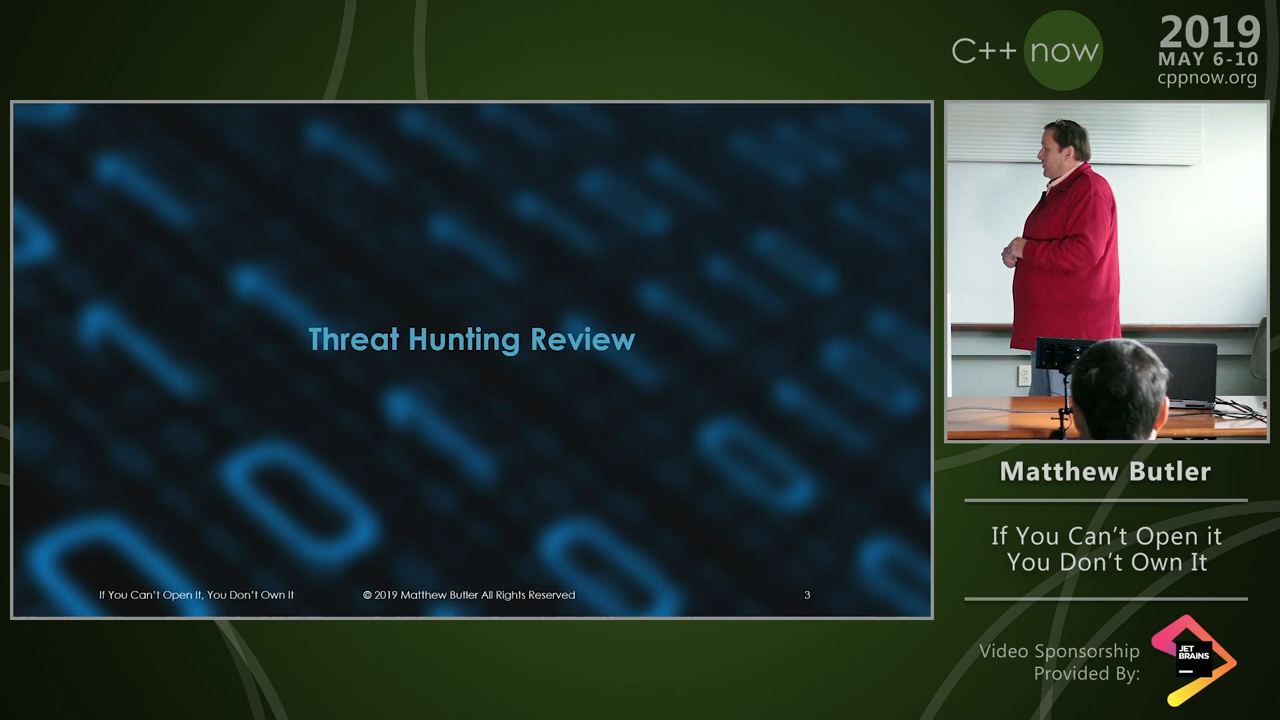 C++ now
2019
MAY 6-10
cppnow.org
Threat Hunting Review
If You Can't Open It, You Don't Own It
© 2019 Matthew Butler All Rights Reserved
3
Matthew Butler
If You Can't Open it
You Don't Own It
Video Sponsorship
Provided By:
JET
BRAINS